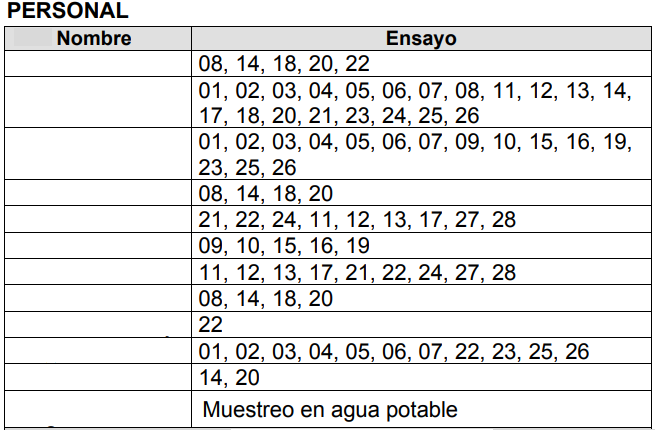 PERSONAL
Nombre Ensayo
08, 14, 18, 20, 22
01, 02, 03, 04, 05, 06, 07, 08, 11, 12, 13, 14,
17, 18, 20, 21, 23, 24, 25, 26
01, 02, 03, 04, 05, 06, 07, 09, 10, 15, 16, 19,
23, 25, 26
08, 14, 18, 20
21, 22, 24, 11, 12, 13, 17, 27, 28
09, 10, 15, 16, 19
11, 12, 13, 17, 21, 22, 24, 27, 28
08, 14, 18, 20
22
01, 02, 03, 04, 05, 06, 07, 22, 23, 25, 26
14, 20
Muestreo en agua potable